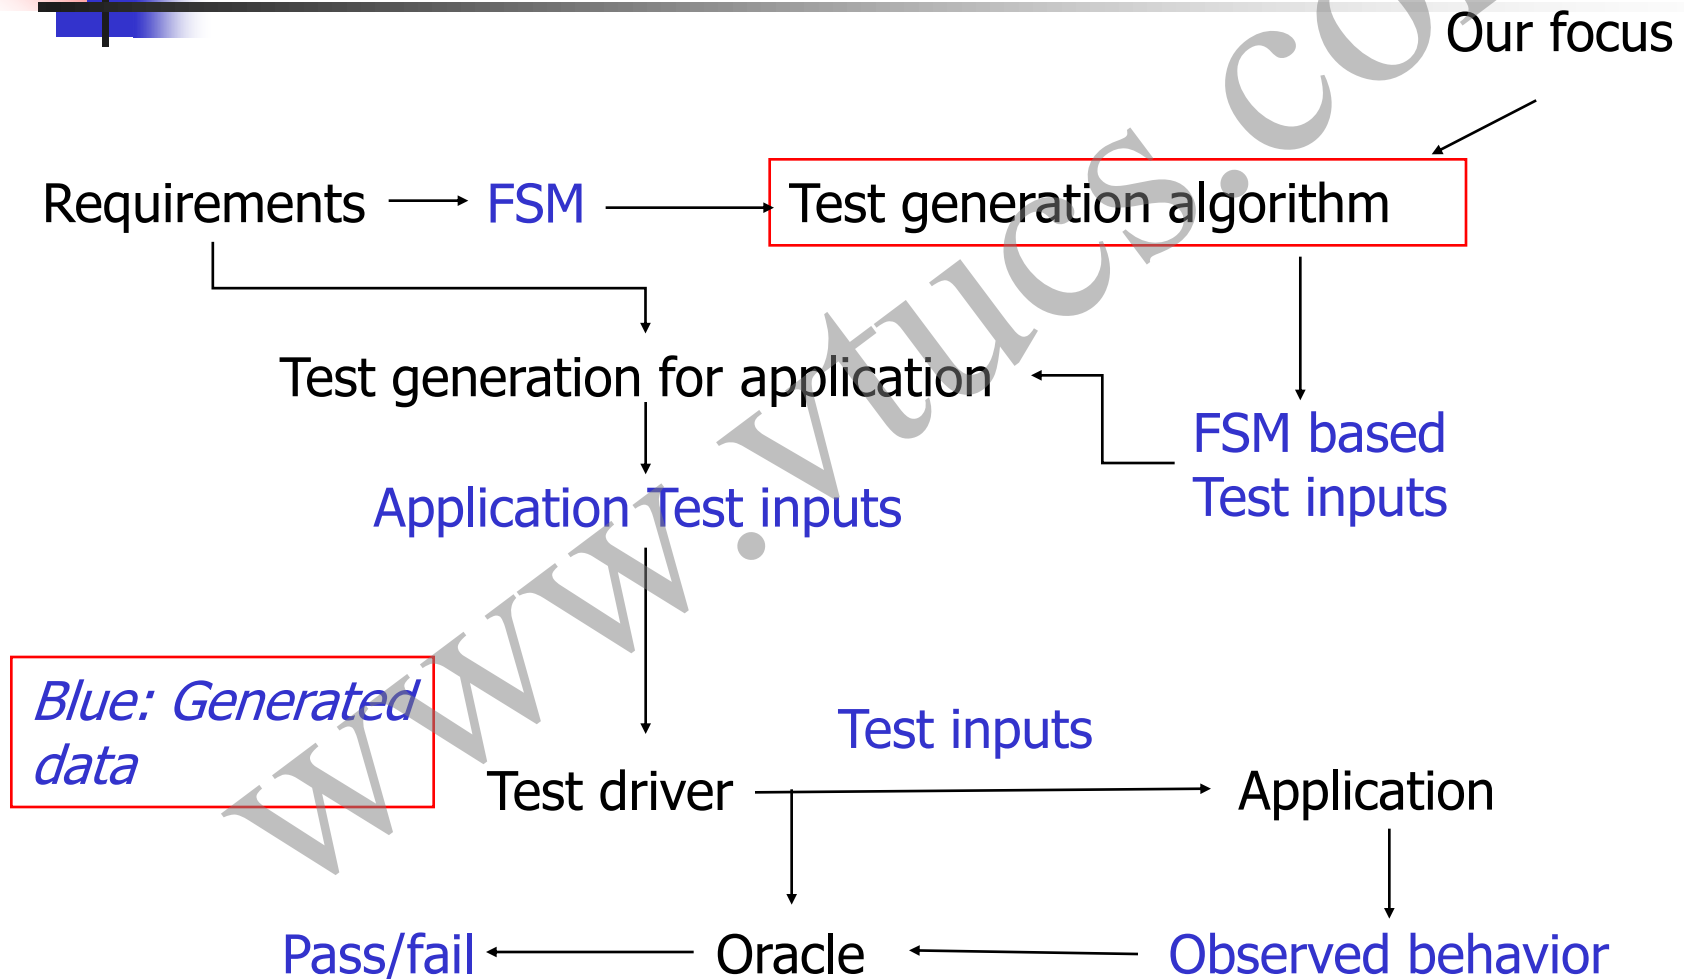 Our focus
Requirements FSM Test generation algorithm
Test generation for application
FSM based
Test inputs
Application Test inputs
Blue: Generated
data
Test inputs
Test driver Application
Pass/fail Oracle Observed behavior
www.vtucs.com